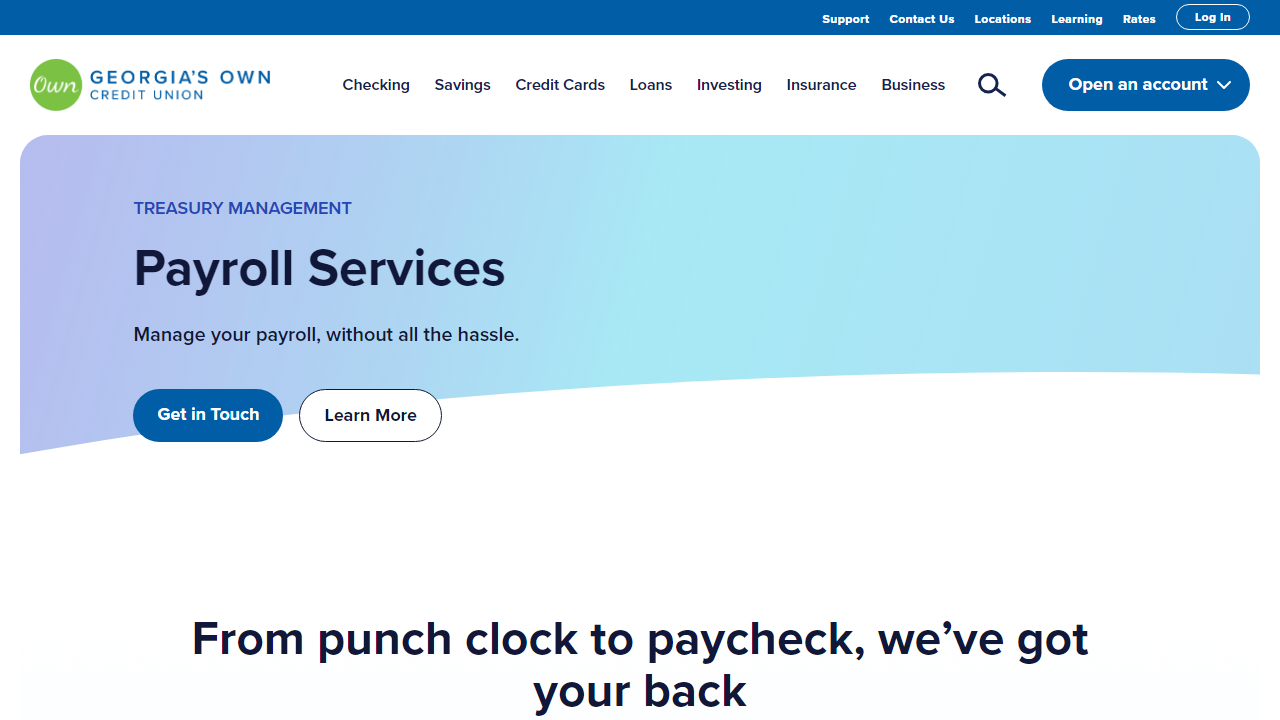 Support Contact Us Locations Learning Rates Log In
Own GEORGIA'S OWN
CREDIT UNION
Checking Savings Credit Cards Loans Investing Insurance Business Open an account
TREASURY MANAGEMENT
Payroll Services
Manage your payroll, without all the hassle.
Get in Touch Learn More
From punch clock to paycheck, we’ve got
your back